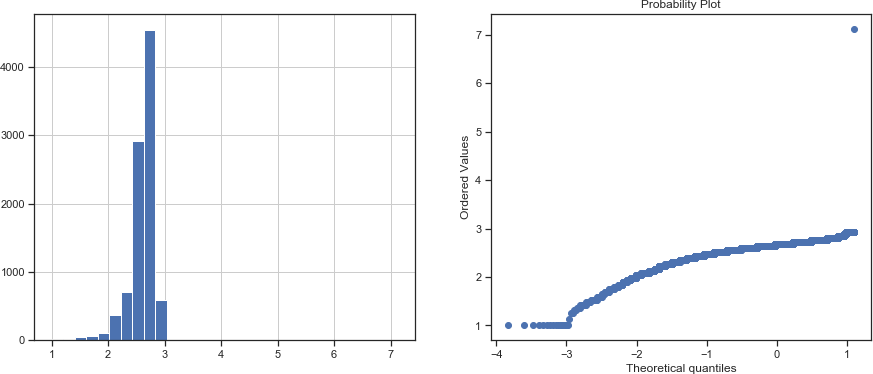 Probability Plot
4000
3000
2000
1000
0
1 2 3 4 5 6 7
Ordered Values
7
6
5
4
3
2
1
−4 −3 −2 −1 0 1
Theoretical quantiles